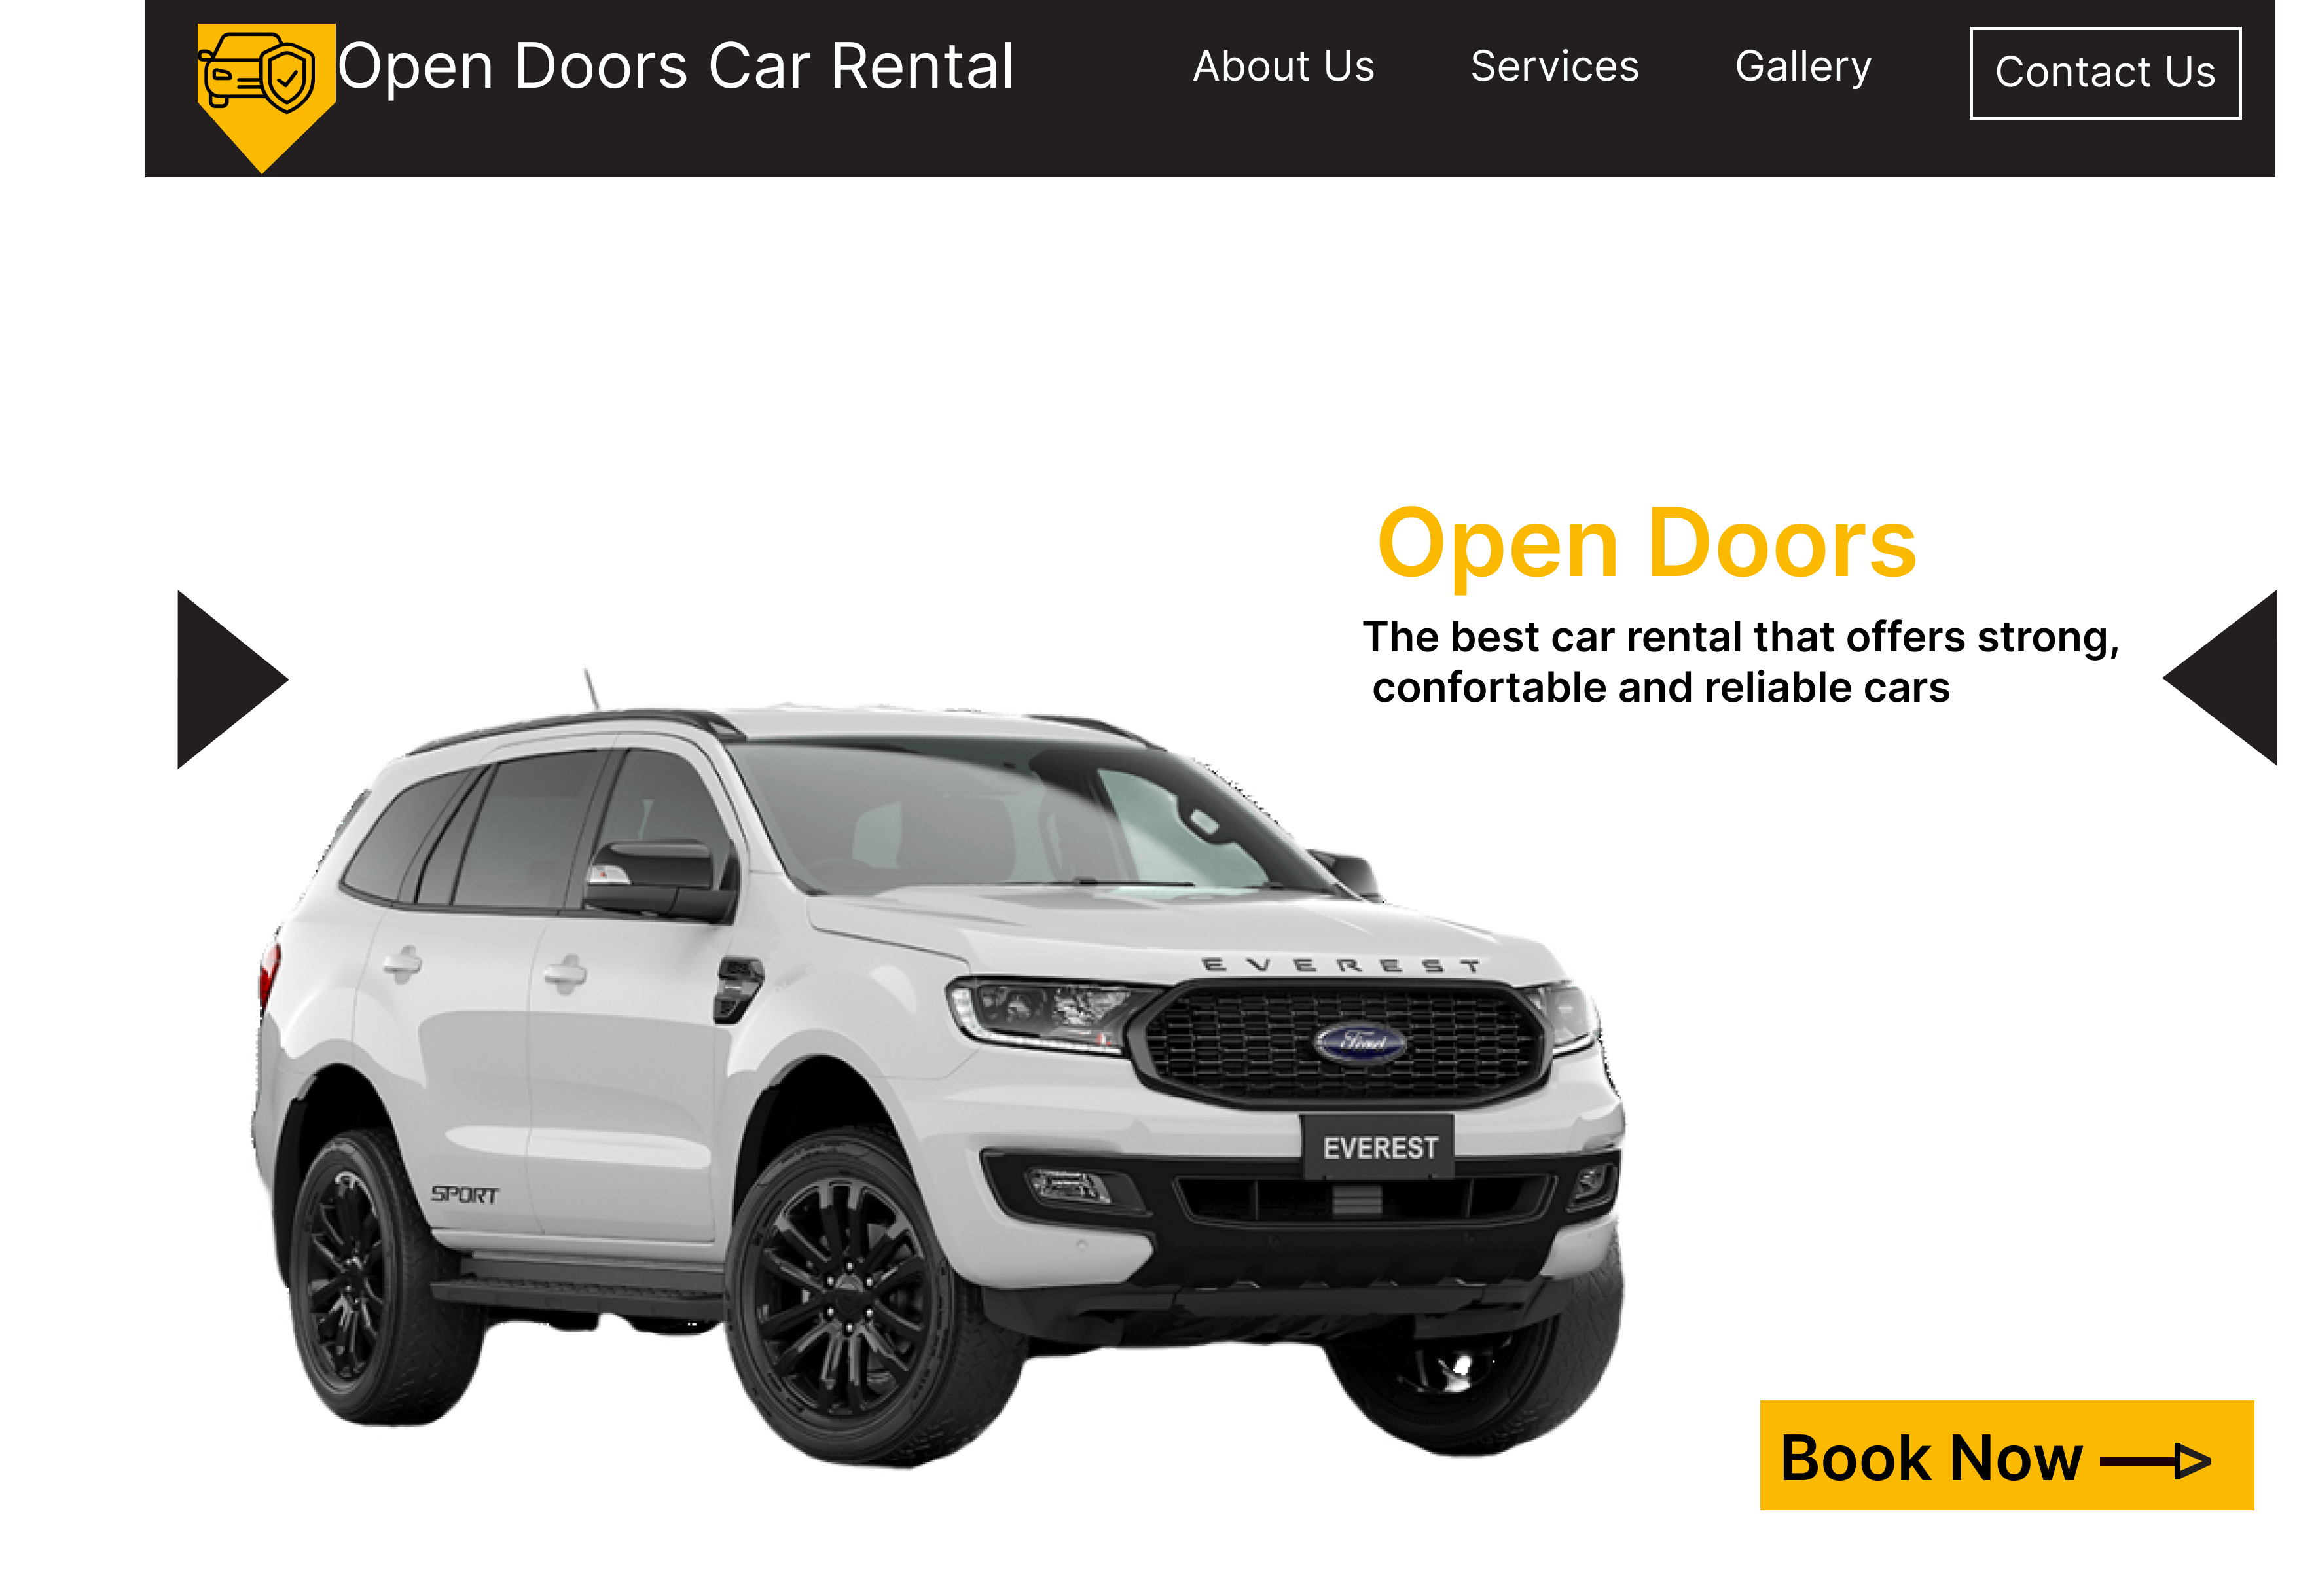 Open Doors Car Rental
About Us
Services
Gallery
Contact Us
Open Doors
The best car rental that offers strong,
confortable and reliable cars
EVEREST
Ford
EVEREST
SPORT
Book Now